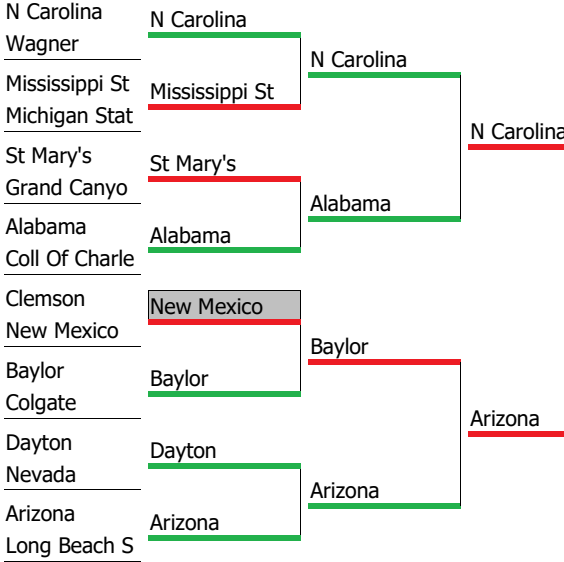 N Carolina
Wagner
Mississippi St
Michigan Stat
St Mary's
Grand Canyo
Alabama
Coll Of Charle
Clemson
New Mexico
Baylor
Colgate
Dayton
Nevada
Arizona
Long Beach S
N Carolina
Mississippi St
St Mary's
Alabama
New Mexico
Baylor
Dayton
Arizona
N Carolina
Alabama
Baylor
Arizona
N Carolina
Arizona